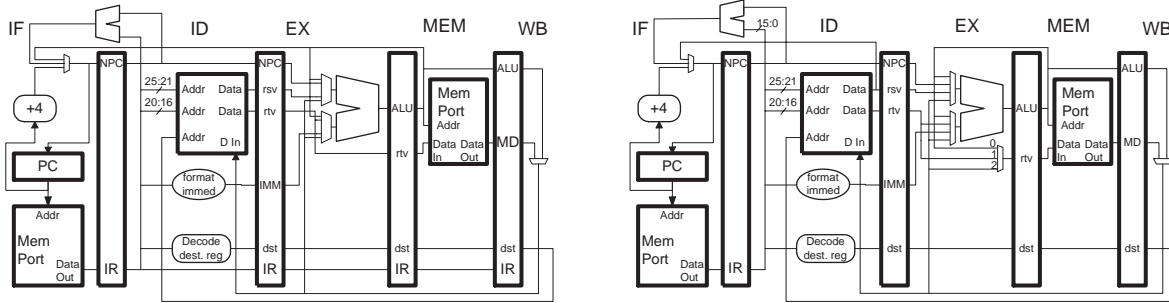 IF ID EX MEM WB
NPC NPC
25:21 Addr Data rsv
20:16 Addr Data rtv
Addr D In
+4
PC
Addr
Mem
Port
Data
Out
IR
format
immed
IMM
Decode
dest. reg
dst
IR
ALU
rtv
dst
IR
Mem
Port
Addr
Data
In
Data
Out
ALU
MD
dst
IR
15:0
IF ID EX MEM WB
NPC NPC
25:21 Addr Data rsv
20:16 Addr Data rtv
Addr D In
+4
PC
Addr
Mem
Port
Data
Out
IR
format
immed
IMM
Decode
dest. reg
dst
0
1
2
ALU
rtv
dst
Mem
Port
Addr
Data
In
Data
Out
ALU
MD
dst